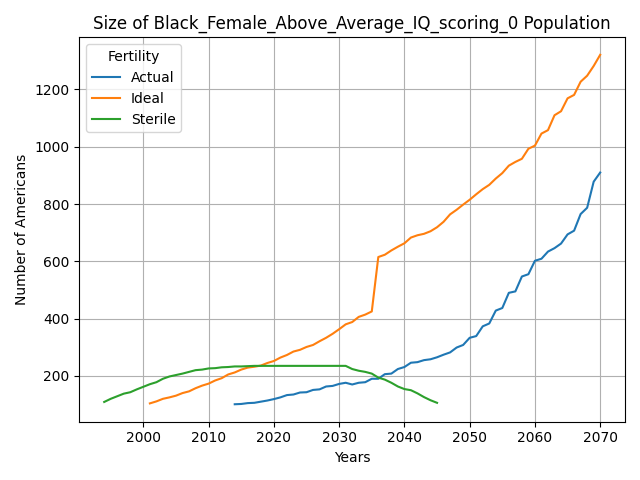 Size of Black_Female_Above_Average_IQ_scoring_0 Population
Fertility
Actual
Ideal
Sterile
Number of Americans
1200
1000
800
600
400
200
2000 2010 2020 2030 2040 2050 2060 2070
Years